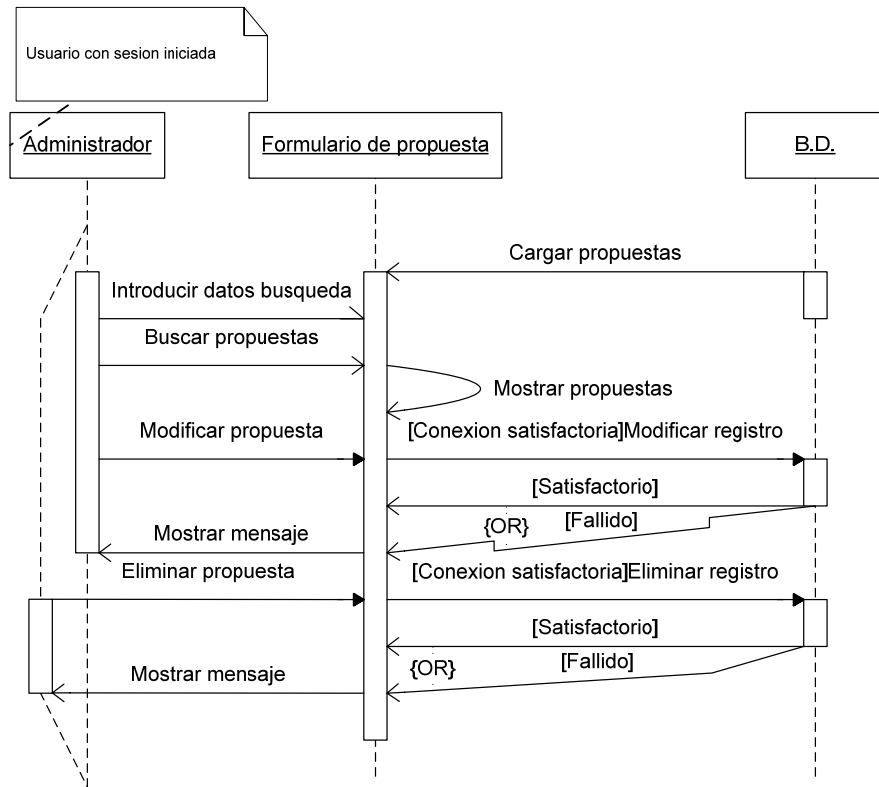 Usuario con sesion iniciada
Administrador
Formulario de propuesta
B.D.
Cargar propuestas
Introducir datos busqueda
Buscar propuestas
Mostrar propuestas
Modificar propuesta
[Conexion satisfactoria]Modificar registro
[Satisfactorio]
{OR}
[Fallido]
Mostrar mensaje
Eliminar propuesta
[Conexion satisfactoria]Eliminar registro
[Satisfactorio]
{OR}
[Fallido]
Mostrar mensaje